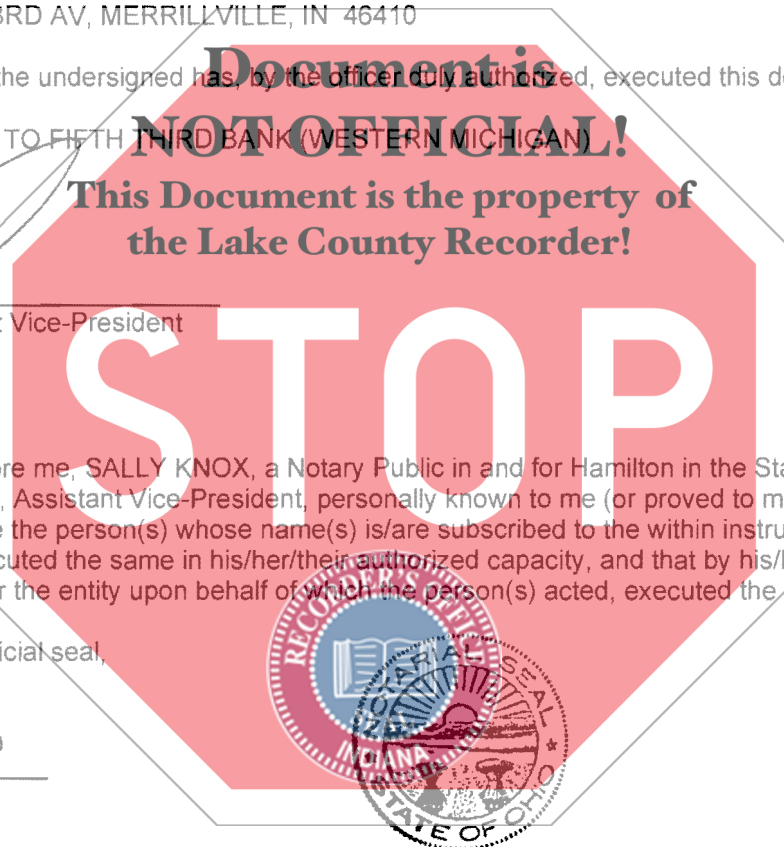 3RD AV, MERRILLVILLE, IN 46410
Document is
the undersigned has, by the officer duly authorized, executed this d
NOT OFFICIAL!
TO FIFTH THIRD BANK (WESTERN MICHIGAN)
This Document is the property of
the Lake County Recorder!
Vice-President
STOP
re me, SALLY KNOX, a Notary Public in and for Hamilton in the Sta
, Assistant Vice-President, personally known to me (or proved to m
e the person(s) whose name(s) is/are subscribed to the within instru
cuted the same in his/her/their authorized capacity, and that by his/
r the entity upon behalf of which the person(s) acted, executed the
icial seal,
RECORDER'S OFFIC
SEAL
INDIANA
NOTARIAL SEAL
STATE OF OHIO